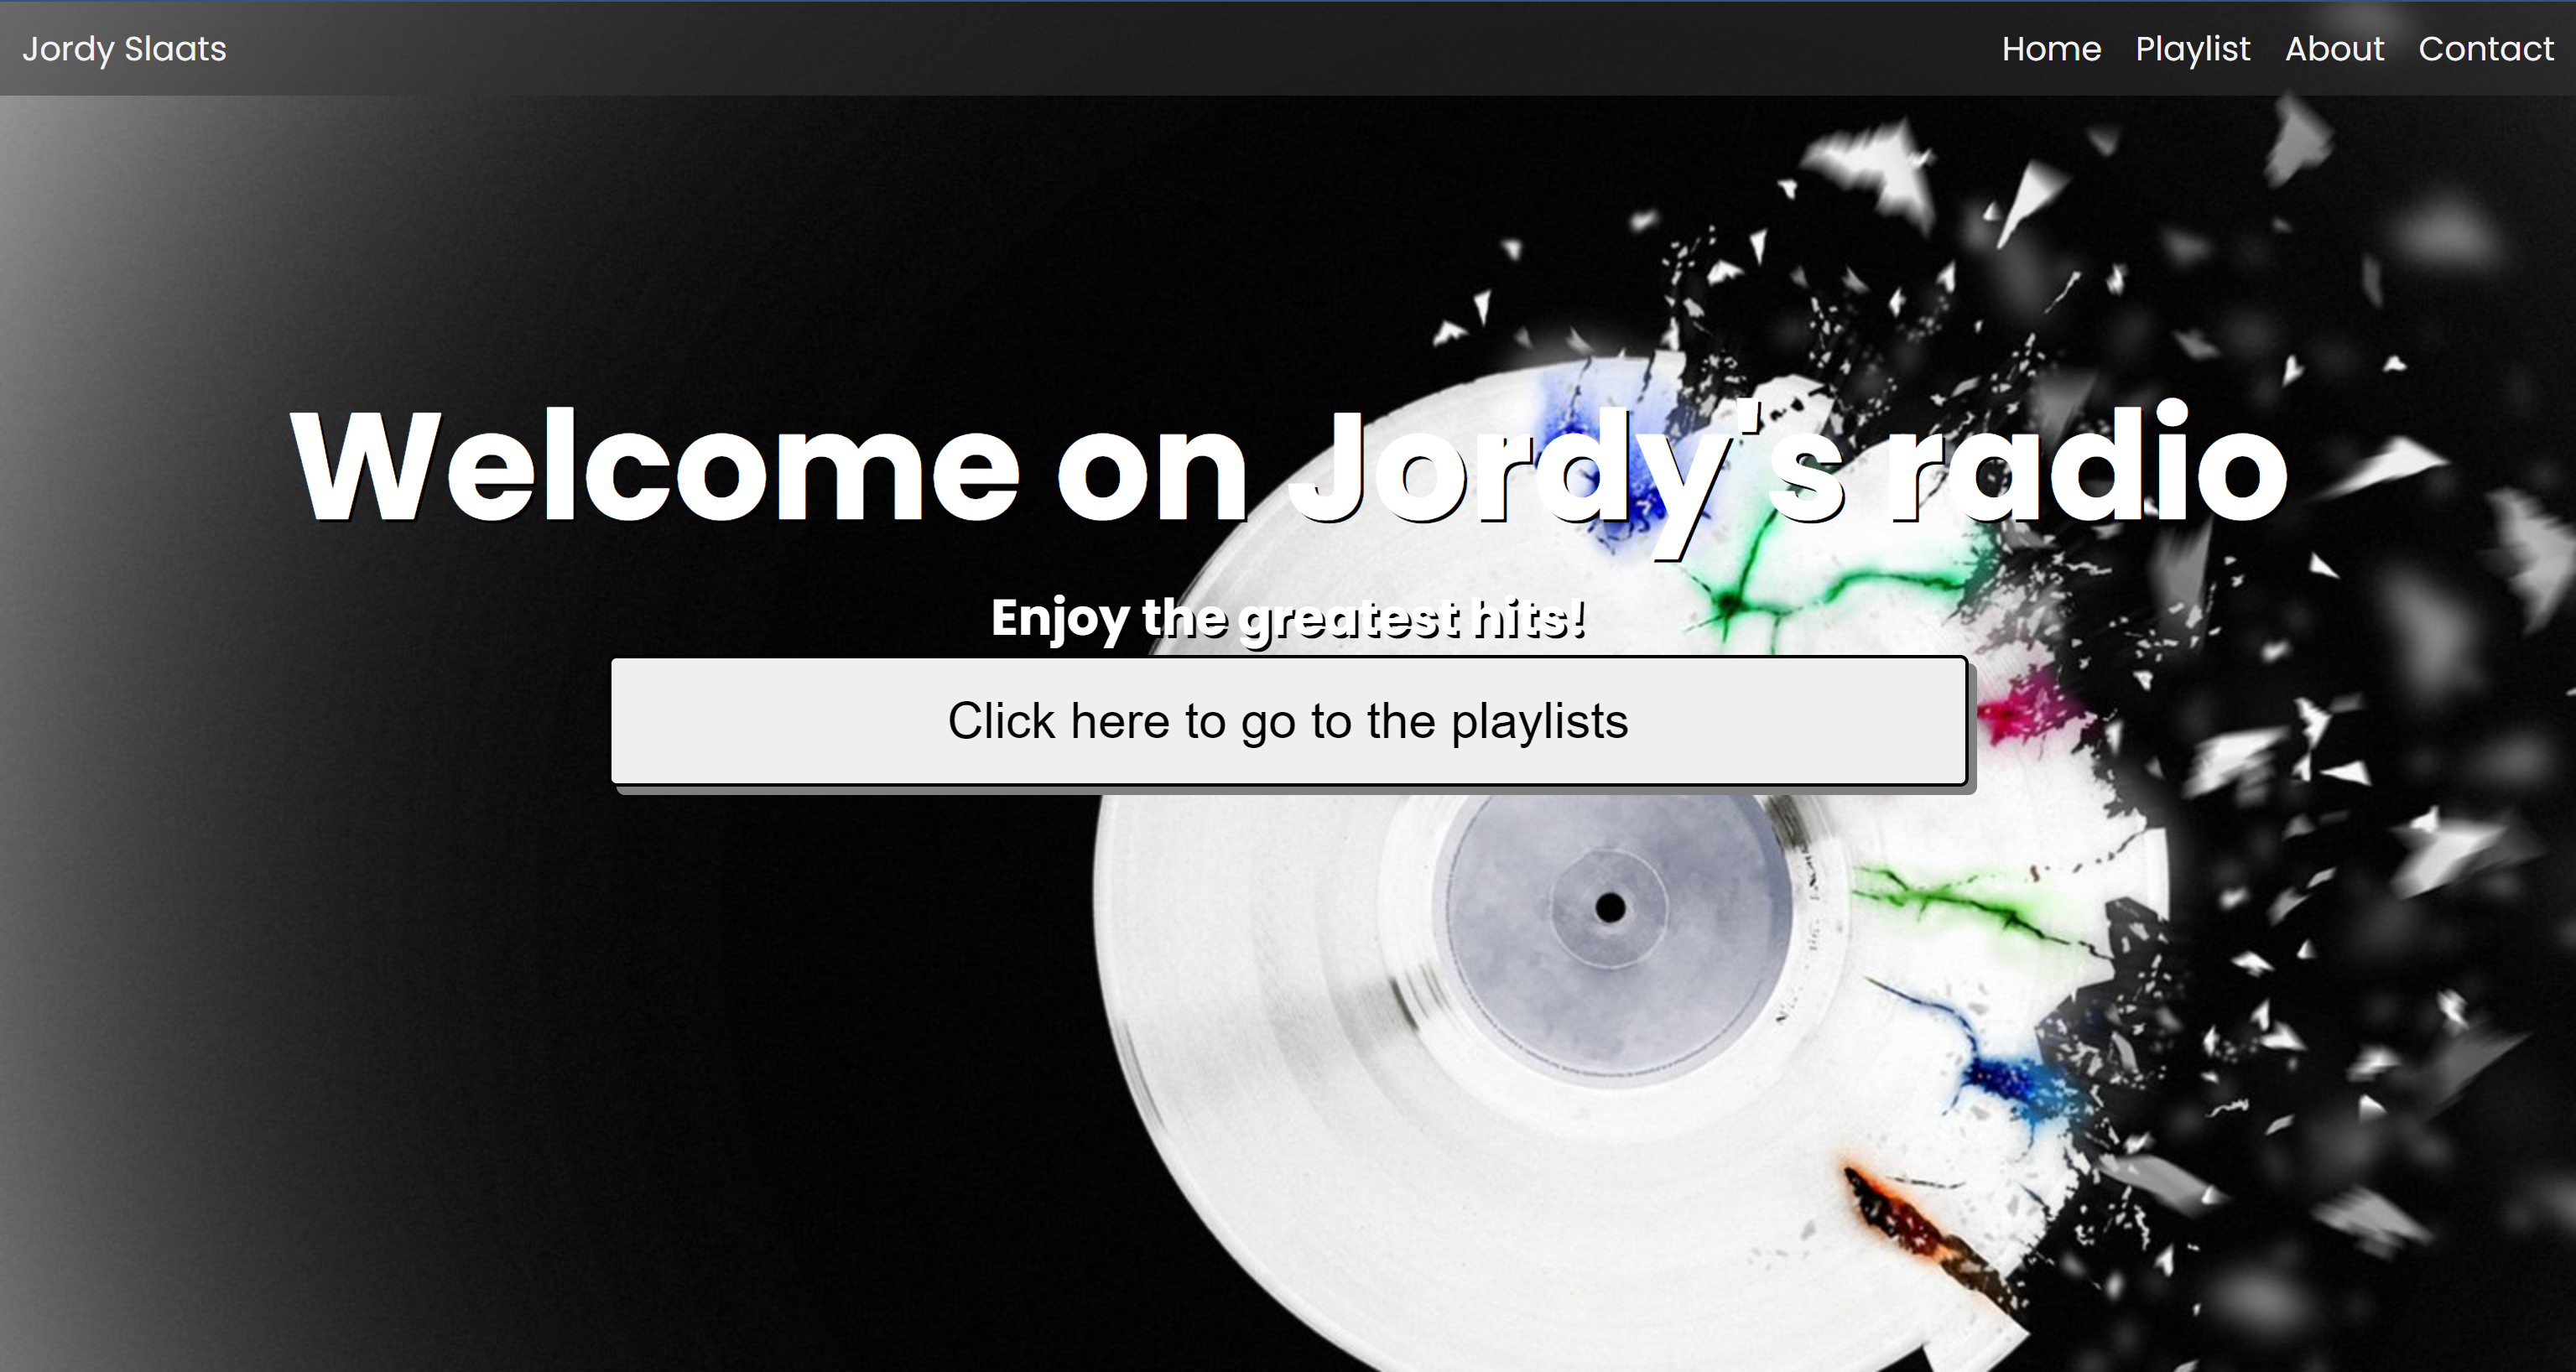 Jordy Slaats
Home Playlist About Contact
Welcome on Jordy's radio
Enjoy the greatest hits!
Click here to go to the playlists